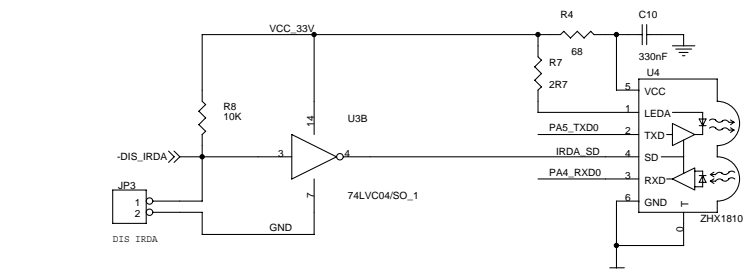 R4
C10
VCC_33V
68
330nF
R7
2R7
U4
5
VCC
R8
10K
14
U3B
1
LEDA
PA5_TXD0
2
TXD
-DIS_IRDA
3
4
IRDA_SD
4
SD
PA4_RXD0
3
RXD
JP3
1
2
7
74LVC04/SO_1
6
GND
T
ZHX1810
GND
0
DIS IRDA